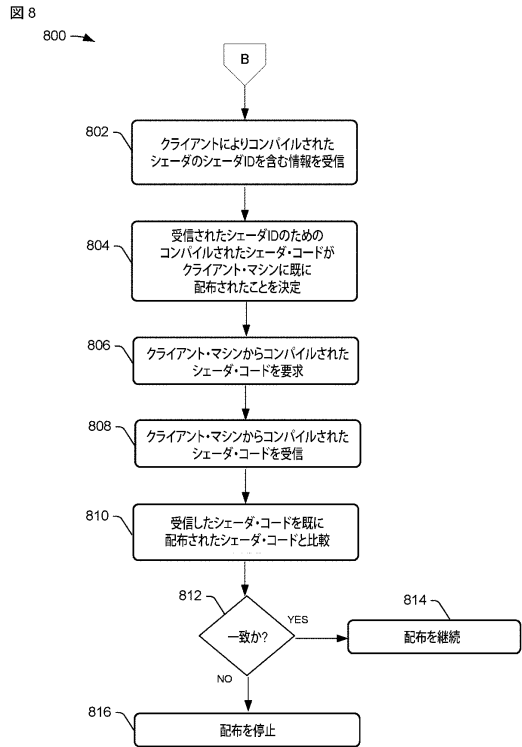 図8
800
B
802
クライアントによりコンパイルされた
シェーダのシェーダIDを含む情報を受信
804
受信されたシェーダIDのための
コンパイルされたシェーダ・コードが
クライアント・マシンに既に
配布されたことを決定
806
クライアント・マシンからコンパイルされた
シェーダ・コードを要求
808
クライアント・マシンからコンパイルされた
シェーダ・コードを受信
810
受信したシェーダ・コードを既に
配布されたシェーダ・コードと比較
812
一致か?
YES
814
配布を継続
NO
816
配布を停止